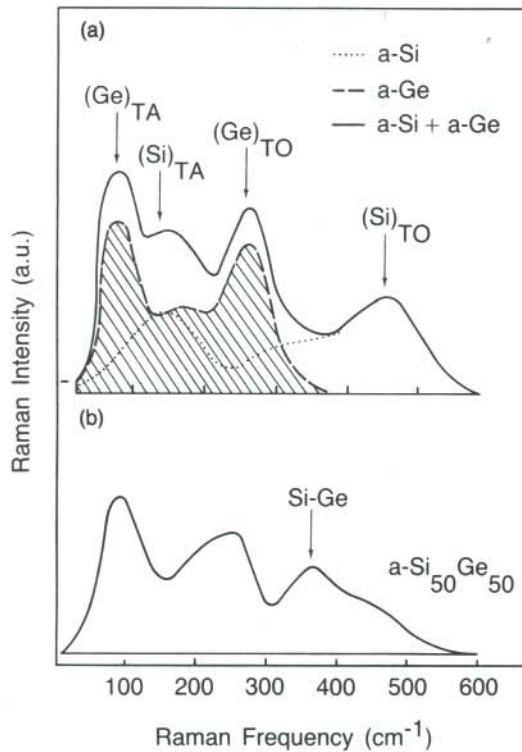 (a)
a-Si
a-Ge
a-Si + a-Ge
(Ge)TA
(Si)TA
(Ge)TO
(Si)TO
Raman Intensity (a.u.)
(b)
Si-Ge
a-Si50Ge50
100 200 300 400 500 600
Raman Frequency (cm-1)